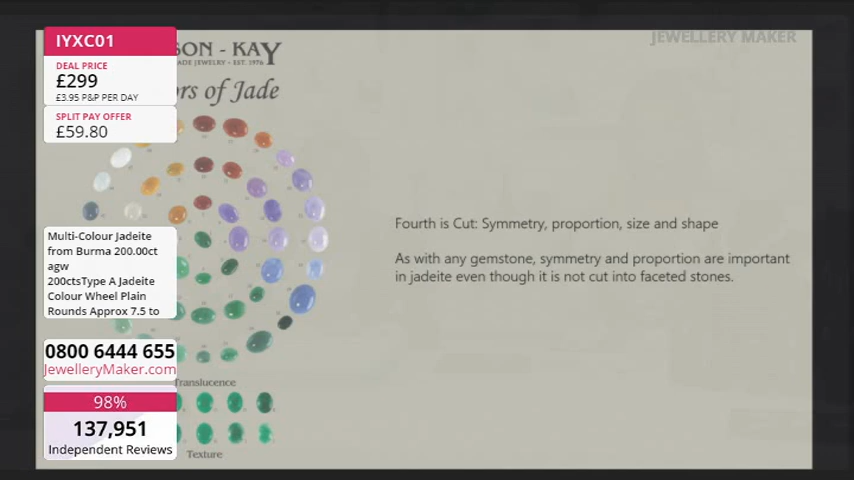 IYXC01
DEAL PRICE
£299
£3.95 P&P PER DAY
SPLIT PAY OFFER
£59.80
Multi-Colour Jadeite
from Burma 200.00ct
agw
200ctsType A Jadeite
Colour Wheel Plain
Rounds Approx 7.5 to
0800 6444 655
JewelleryMaker.com
98%
137,951
Independent Reviews
SON - KAY
ADE JEWELRY • EST. 1976
ors of Jade
Translucence
Texture
JEWELLERY MAKER
Fourth is Cut: Symmetry, proportion, size and shape
As with any gemstone, symmetry and proportion are important
in jadeite even though it is not cut into faceted stones.